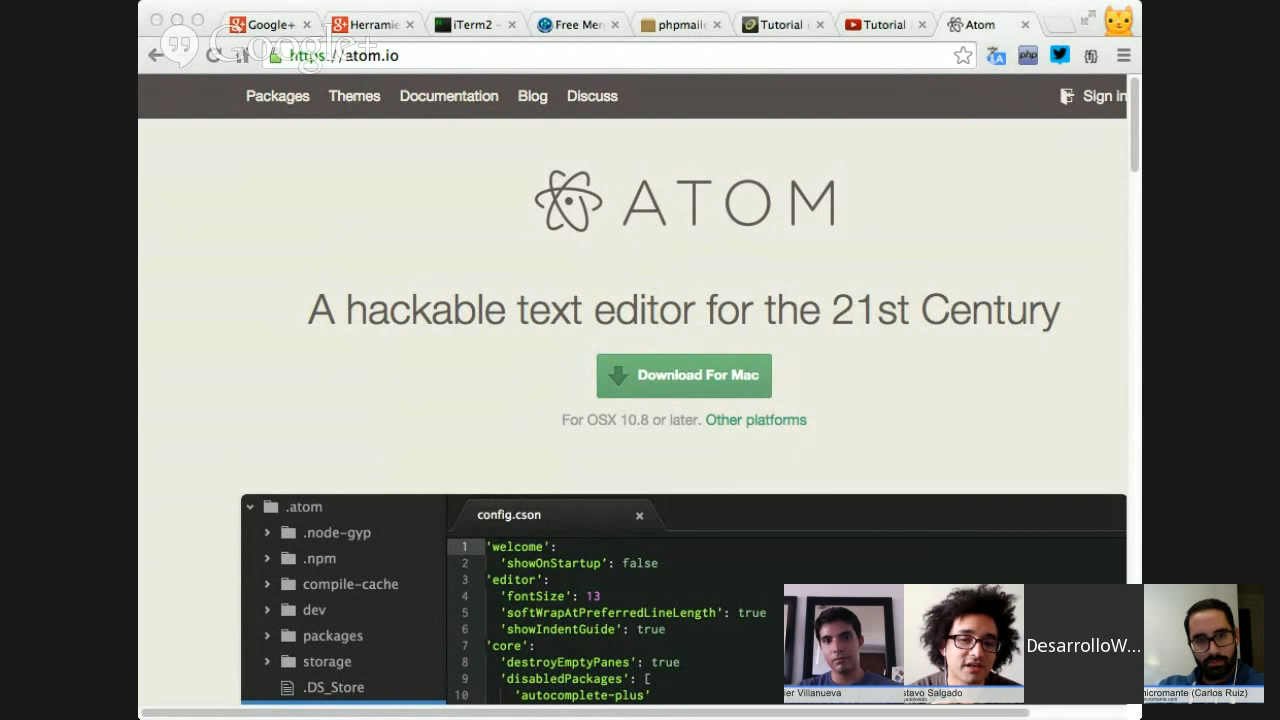 Google+
Herramie
iTerm2 -
Free Mer
phpmaile
Tutorial
Tutorial
Atom
Google+
https://atom.io
php
Packages Themes Documentation Blog Discuss
Sign in
ATOM
A hackable text editor for the 21st Century
Download For Mac
For OSX 10.8 or later. Other platforms
.atom
.node-gyp
.npm
compile-cache
dev
packages
storage
.DS_Store
config.cson
1 'welcome':
2 'showOnStartup': false
3 'editor':
4 'fontSize': 13
5 'softWrapAtPreferredLineLength': true
6 'showIndentGuide': true
7 'core':
8 'destroyEmptyPanes': true
9 'disabledPackages': [
10 'autocomplete-plus'
ier Villanueva
stavo Salgado
DesarrolloW...
nicromante (Carlos Ruiz)